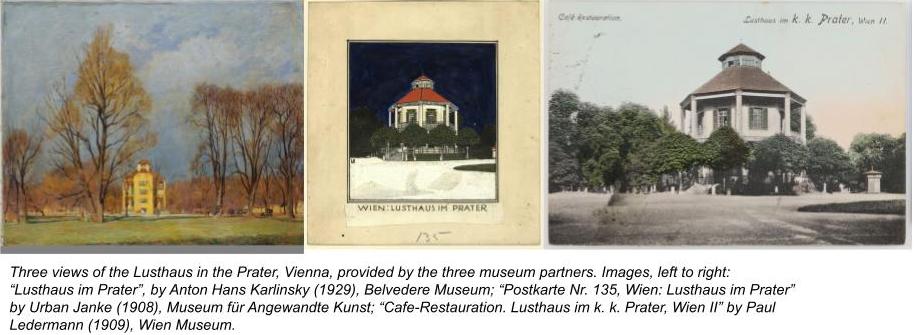 Café Restauration.
Lusthaus im k. k. Prater, Wien II.
WIEN: LUSTHAUS IM PRATER
135
Three views of the Lusthaus in the Prater, Vienna, provided by the three museum partners. Images, left to right:
“Lusthaus im Prater”, by Anton Hans Karlinsky (1929), Belvedere Museum; “Postkarte Nr. 135, Wien: Lusthaus im Prater”
by Urban Janke (1908), Museum für Angewandte Kunst; “Cafe-Restauration. Lusthaus im k. k. Prater, Wien II” by Paul
Ledermann (1909), Wien Museum.